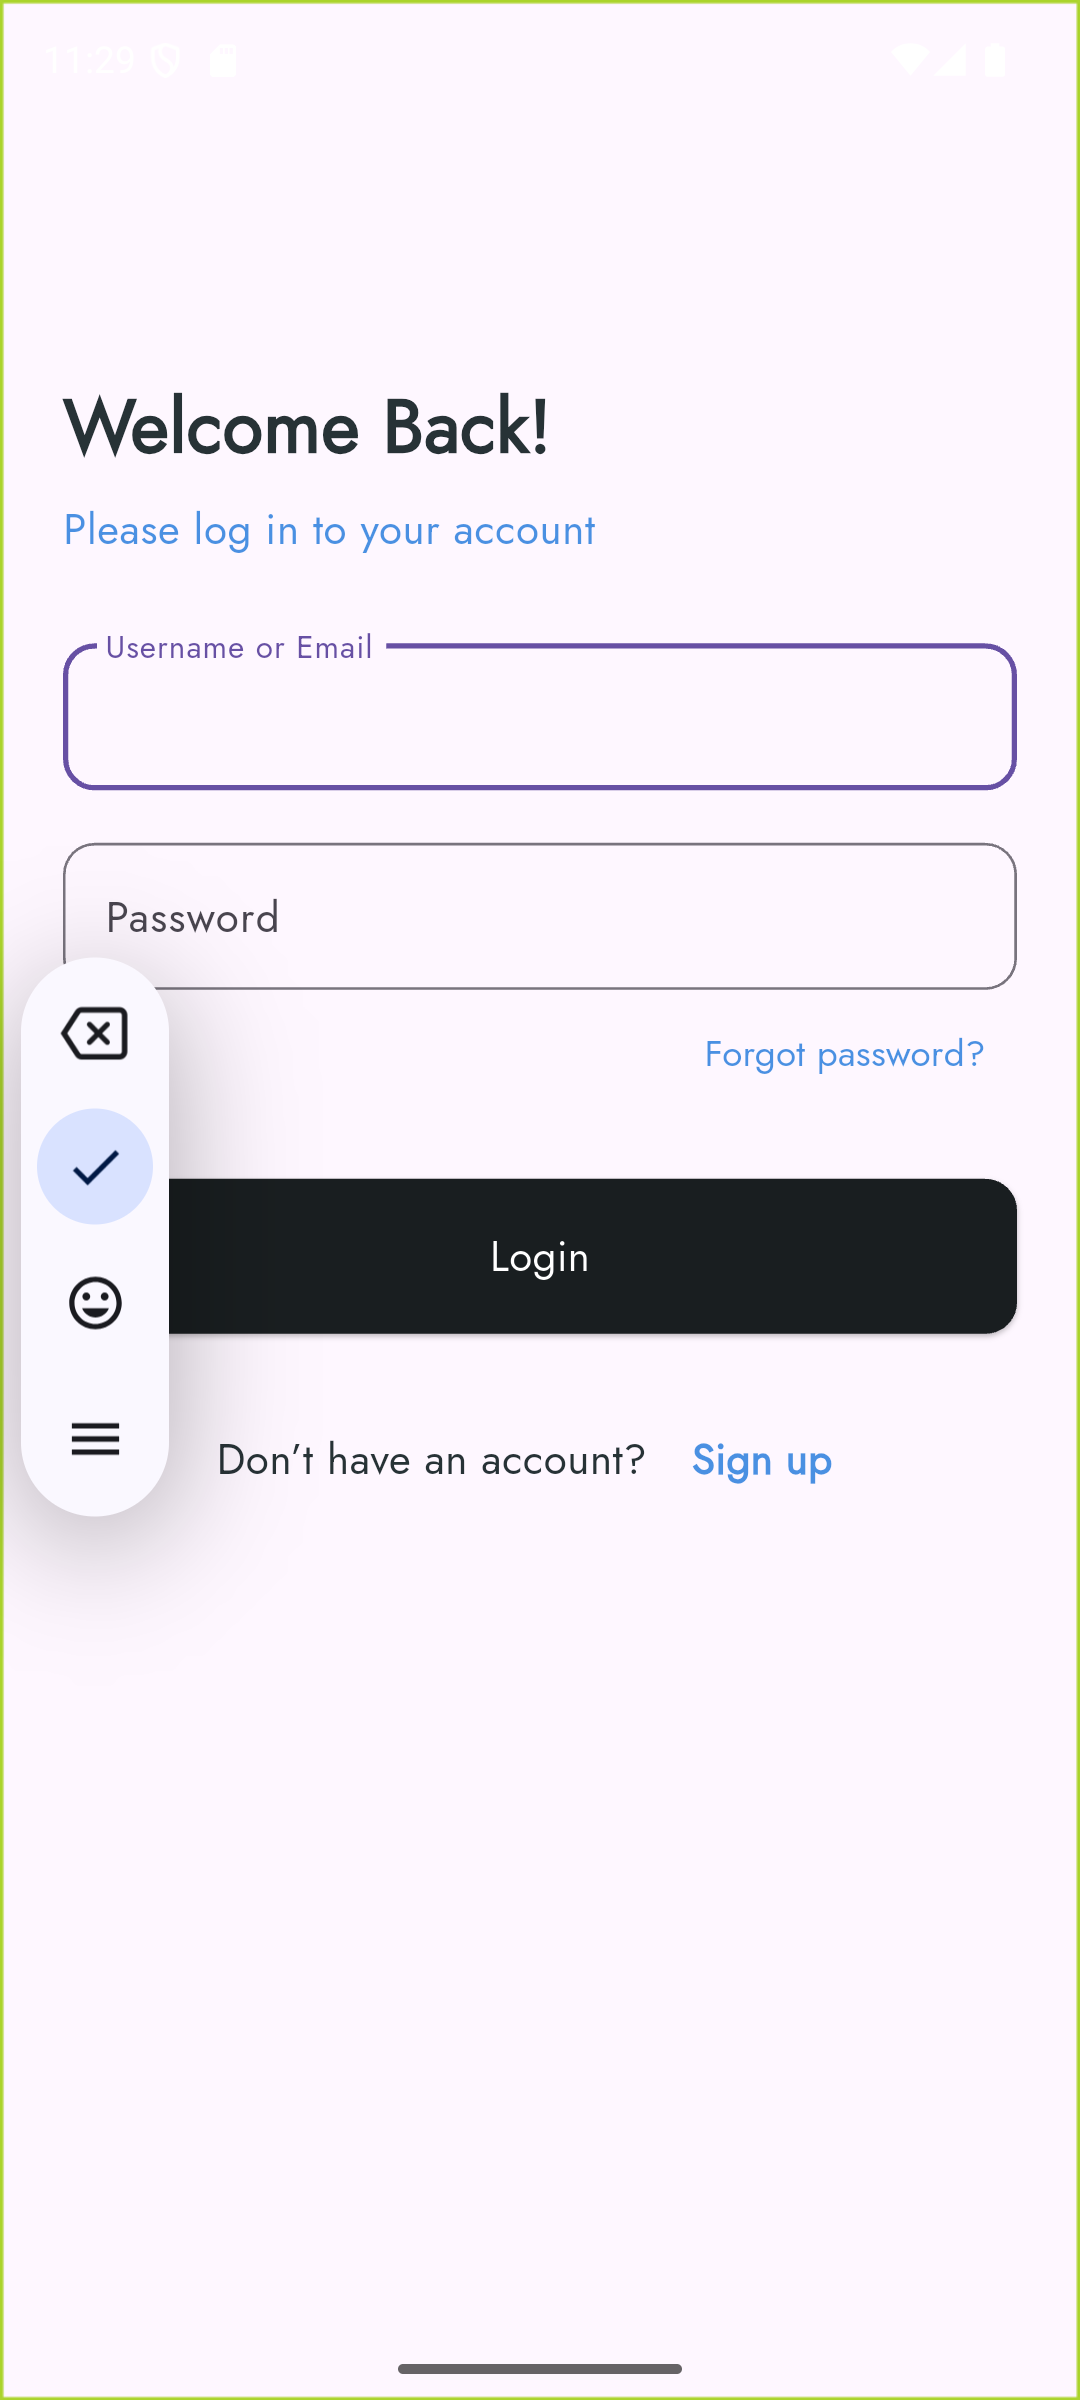 11:29
Welcome Back!
Please log in to your account
Username or Email
Password
Forgot password?
Login
Don't have an account? Sign up